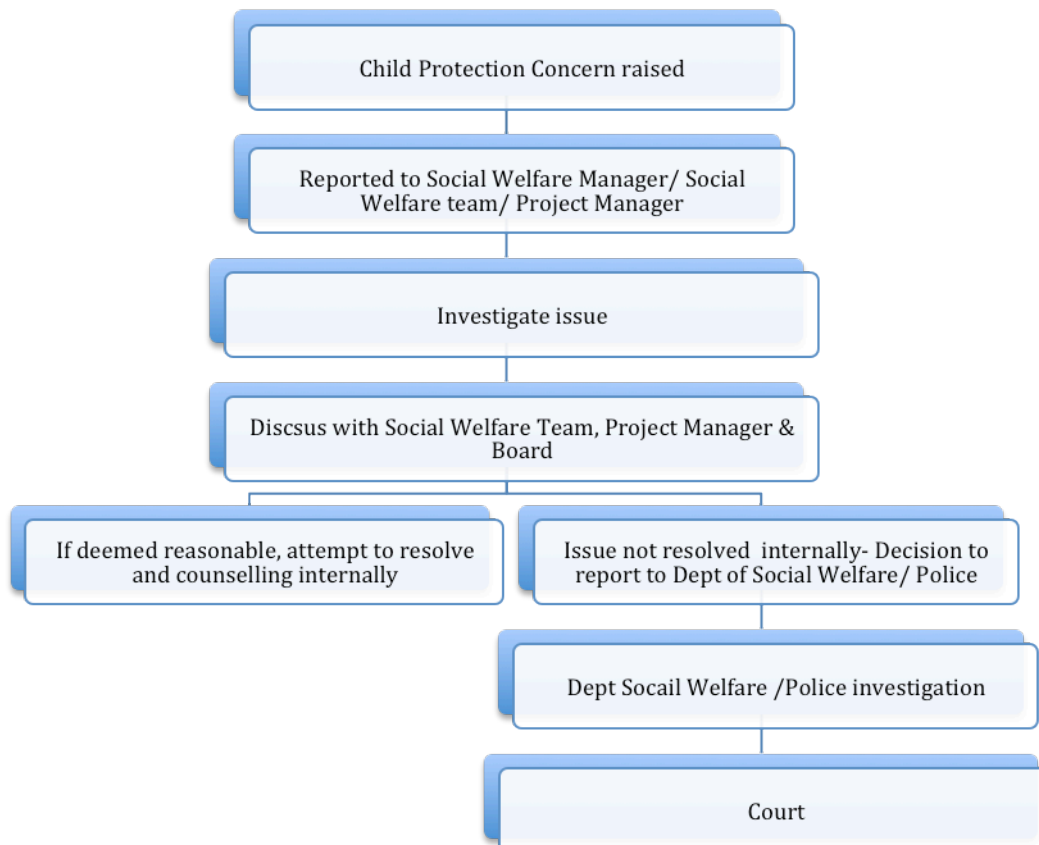 Child Protection Concern raised
Reported to Social Welfare Manager/ Social
Welfare team/ Project Manager
Investigate issue
Discsus with Social Welfare Team, Project Manager &
Board
If deemed reasonable, attempt to resolve
and counselling internally
Issue not resolved  internally- Decision to
report to Dept of Social Welfare/ Police
Dept Socail Welfare /Police investigation
Court